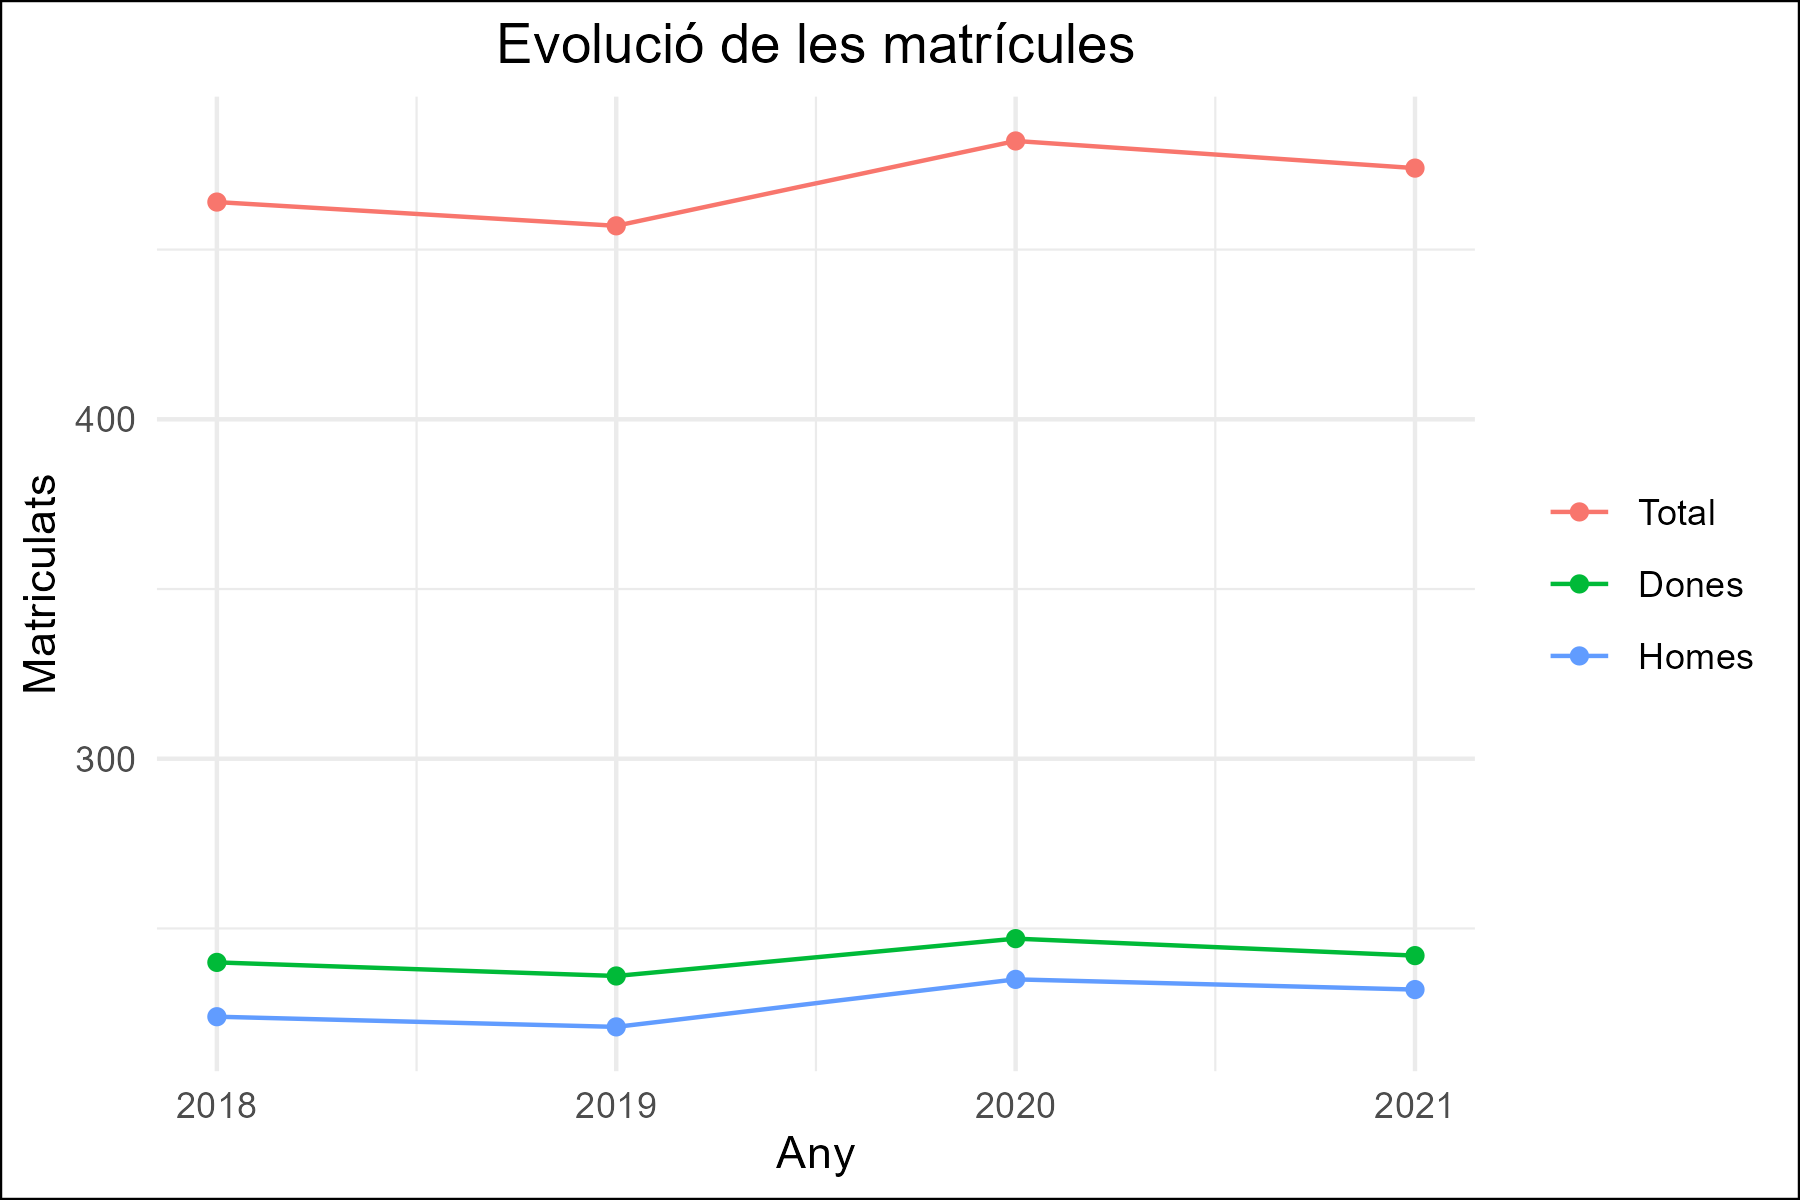 Evolució de les matrícules
Matriculats
400
300
2018
2019
2020
2021
Any
Total
Dones
Homes